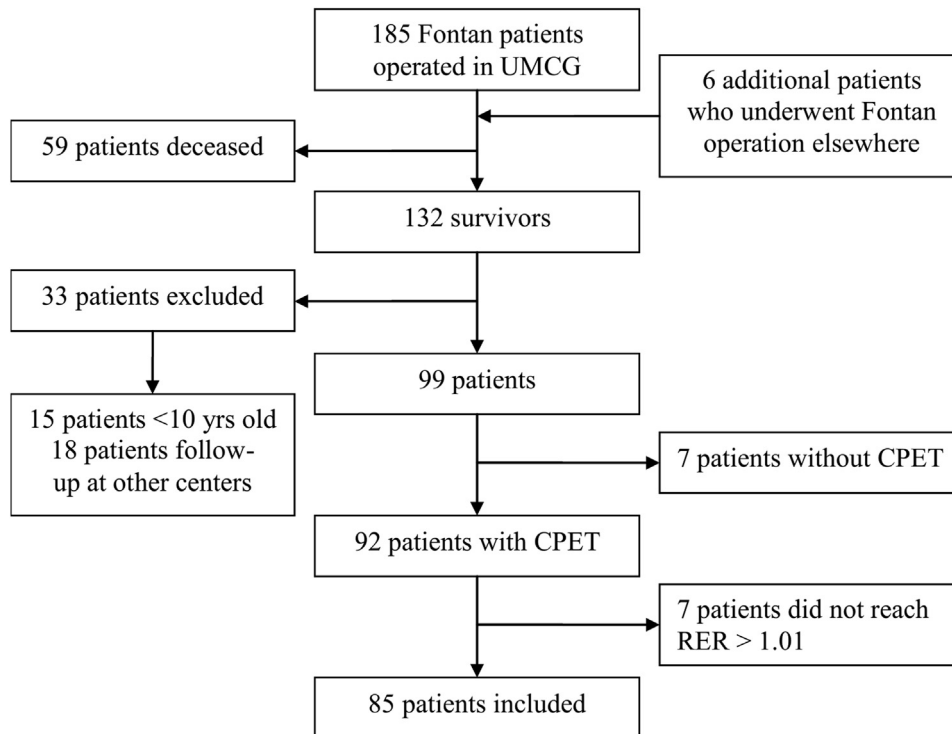 185 Fontan patients
operated in UMCG
6 additional patients
who underwent Fontan
operation elsewhere
59 patients deceased
132 survivors
33 patients excluded
99 patients
15 patients <10 yrs old
18 patients follow-
up at other centers
7 patients without CPET
92 patients with CPET
7 patients did not reach
RER > 1.01
85 patients included